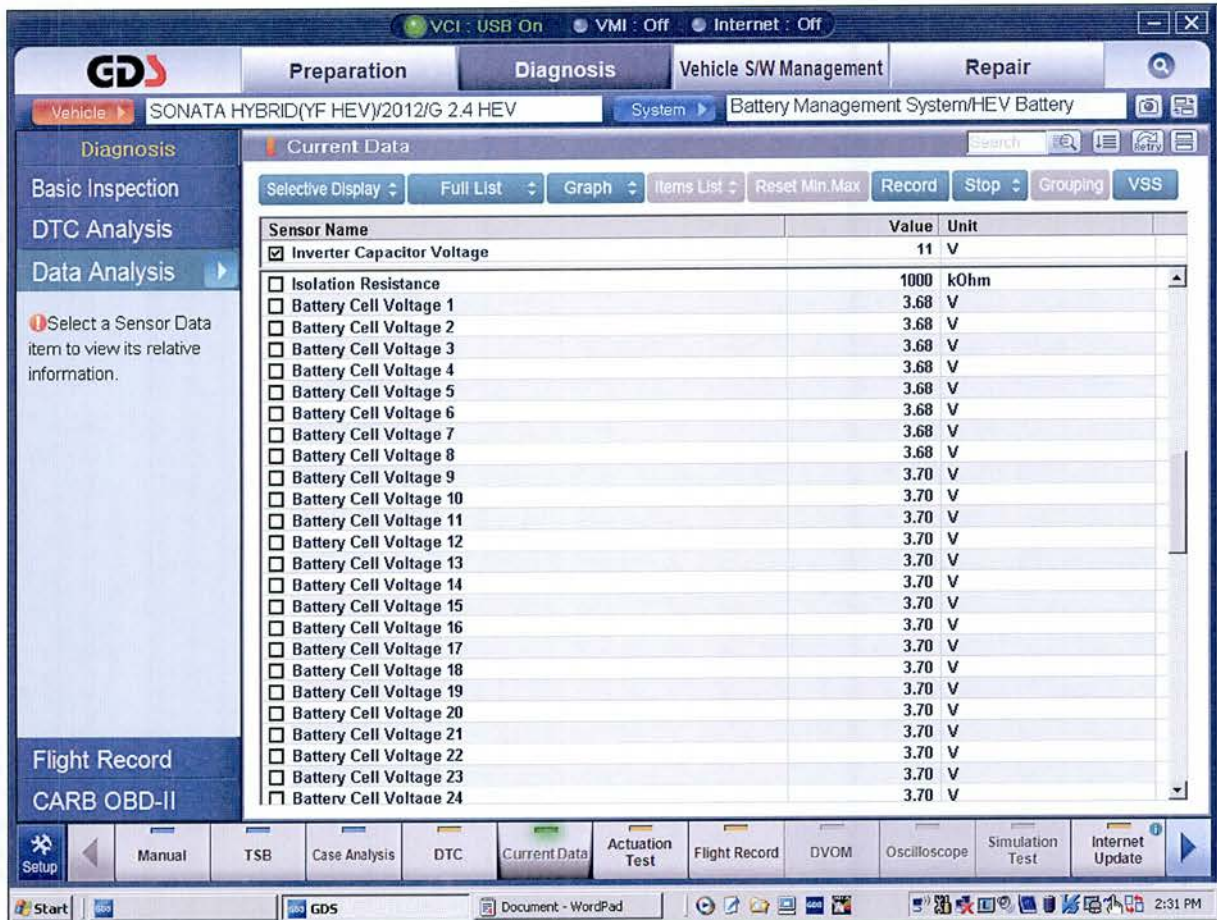 VCI : USB On VMI : Off Internet : Off
GDS Preparation Diagnosis Vehicle S/W Management Repair
Vehicle SONATA HYBRID(YF HEV)/2012/G 2.4 HEV System Battery Management System/HEV Battery
Diagnosis
Basic Inspection
DTC Analysis
Data Analysis
Select a Sensor Data
item to view its relative
information.
Flight Record
CARB OBD-II
Current Data Search Retry
Selective Display Full List Graph Items List Reset Min.Max Record Stop Grouping VSS
Sensor Name Value Unit
Inverter Capacitor Voltage 11 V
Isolation Resistance 1000 kOhm
Battery Cell Voltage 1 3.68 V
Battery Cell Voltage 2 3.68 V
Battery Cell Voltage 3 3.68 V
Battery Cell Voltage 4 3.68 V
Battery Cell Voltage 5 3.68 V
Battery Cell Voltage 6 3.68 V
Battery Cell Voltage 7 3.68 V
Battery Cell Voltage 8 3.68 V
Battery Cell Voltage 9 3.70 V
Battery Cell Voltage 10 3.70 V
Battery Cell Voltage 11 3.70 V
Battery Cell Voltage 12 3.70 V
Battery Cell Voltage 13 3.70 V
Battery Cell Voltage 14 3.70 V
Battery Cell Voltage 15 3.70 V
Battery Cell Voltage 16 3.70 V
Battery Cell Voltage 17 3.70 V
Battery Cell Voltage 18 3.70 V
Battery Cell Voltage 19 3.70 V
Battery Cell Voltage 20 3.70 V
Battery Cell Voltage 21 3.70 V
Battery Cell Voltage 22 3.70 V
Battery Cell Voltage 23 3.70 V
Battery Cell Voltage 24 3.70 V
Setup Manual TSB Case Analysis DTC Current Data Actuation Test Flight Record DVOM Oscilloscope Simulation Test Internet Update
Start GDS GDS Document - WordPad GDS 2:31 PM